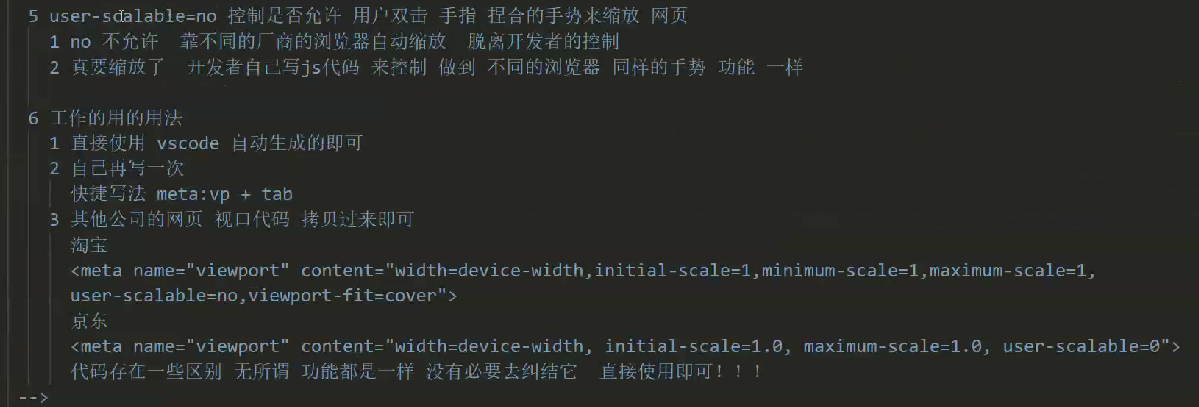 5 user-scalable=no 控制是否允许 用户双击 手指 捏合的手势来缩放 网页
1 no 不允许 靠不同的厂商的浏览器自动缩放 脱离开发者的控制
2 真要缩放了 开发者自己写js代码 来控制 做到 不同的浏览器 同样的手势 功能 一样
6 工作的用的用法
1 直接使用 vscode 自动生成的即可
2 自己再写一次
快捷写法 meta:vp + tab
3 其他公司的网页 视口代码 拷贝过来即可
淘宝
<meta name="viewport" content="width=device-width,initial-scale=1,minimum-scale=1,maximum-scale=1,
user-scalable=no,viewport-fit=cover">
京东
<meta name="viewport" content="width=device-width, initial-scale=1.0, maximum-scale=1.0, user-scalable=0">
代码存在一些区别 无所谓 功能都是一样 没有必要去纠结它 直接使用即可！！！
-->